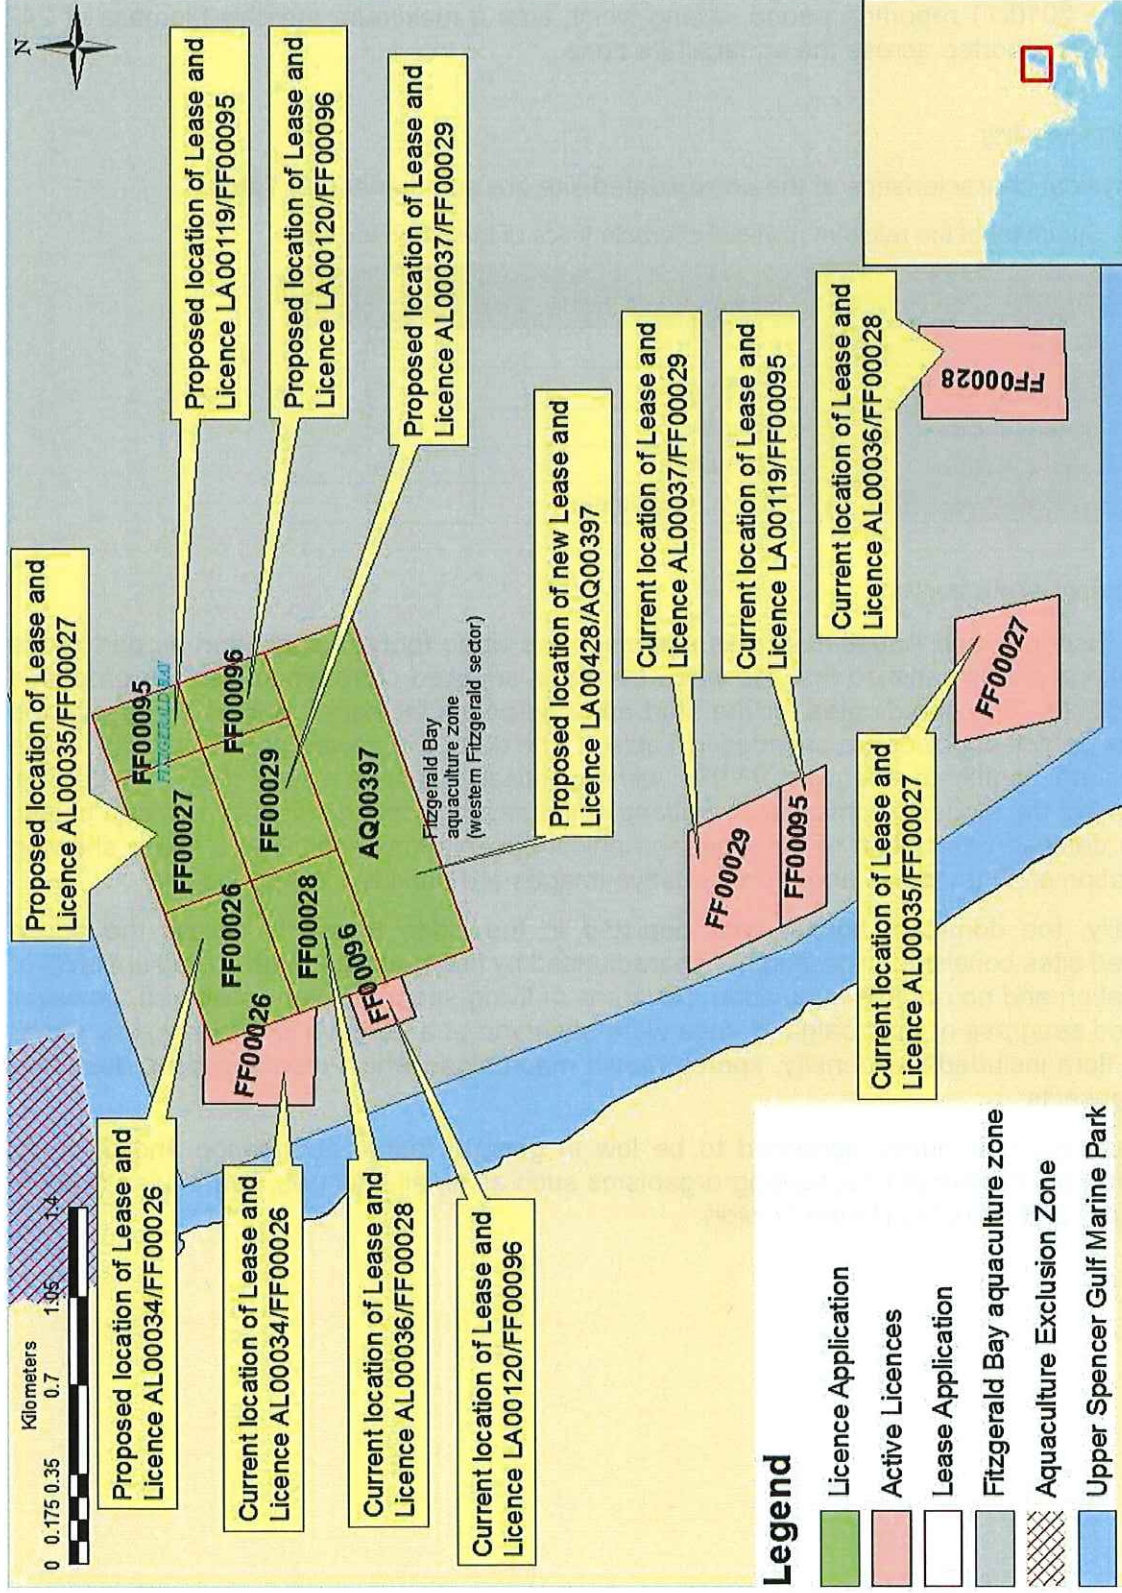 N
Kilometers
0 0.175 0.35 0.7 1.05 1.4
Proposed location of Lease and
Licence AL00034/FF00026
Proposed location of Lease and
Licence AL00035/FF00027
Proposed location of Lease and
Licence LA00119/FF00095
Proposed location of Lease and
Licence LA00120/FF00096
Proposed location of Lease and
Licence AL00037/FF00029
Current location of Lease and
Licence AL00034/FF00026
Current location of Lease and
Licence AL00036/FF00028
Current location of Lease and
Licence LA00120/FF00096
FF00095
FITZGERALD BAY
FF00027
FF00096
FF00026
FF00029
FF00026
FF00028
AQ00397
FF00096
Fitzgerald Bay
aquaculture zone
(western Fitzgerald sector)
Proposed location of new Lease and
Licence LA00428/AQ00397
Current location of Lease and
Licence AL00037/FF00029
Current location of Lease and
Licence LA00119/FF00095
Current location of Lease and
Licence AL00036/FF00028
FF00029
FF00095
Current location of Lease and
Licence AL00035/FF00027
FF00027
FF00028
Legend
Licence Application
Active Licences
Lease Application
Fitzgerald Bay aquaculture zone
Aquaculture Exclusion Zone
Upper Spencer Gulf Marine Park